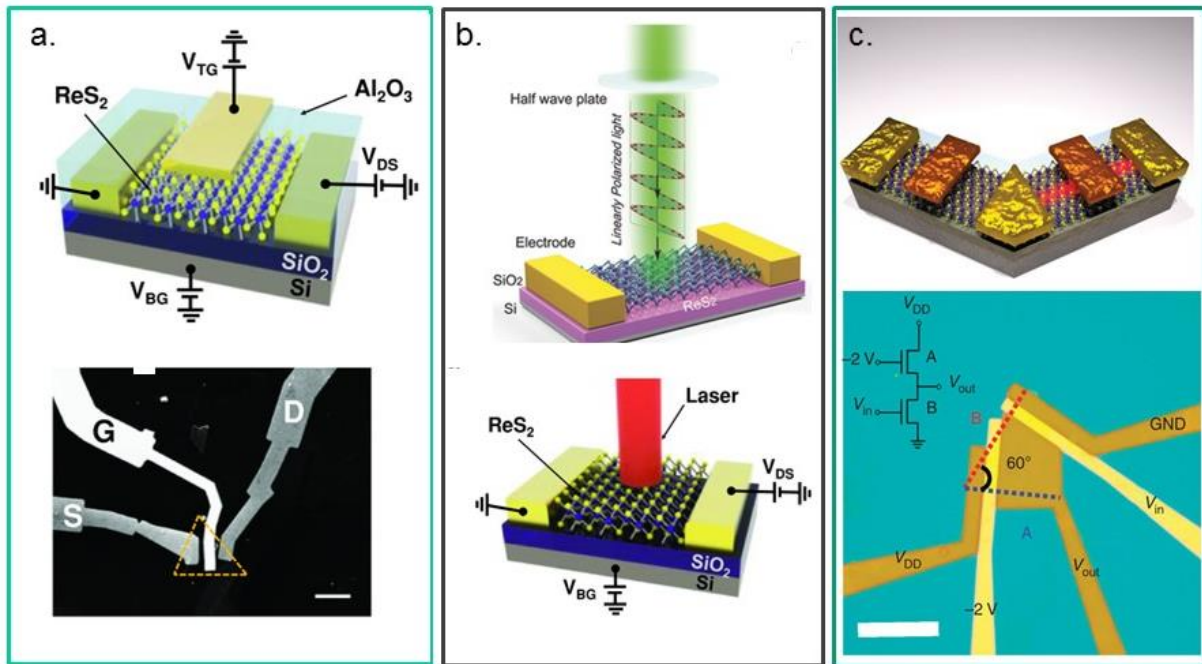 a.
V_TG
ReS₂
Al₂O₃
V_DS
SiO₂
Si
V_BG
G
D
S
b.
Half wave plate
Linearly Polarized light
Electrode
SiO₂
Si
ReS₂
Laser
ReS₂
V_DS
SiO₂
Si
V_BG
c.
V_DD
–2 V
A
V_out
V_in
B
B
GND
60°
V_in
A
V_DD
V_out
–2 V